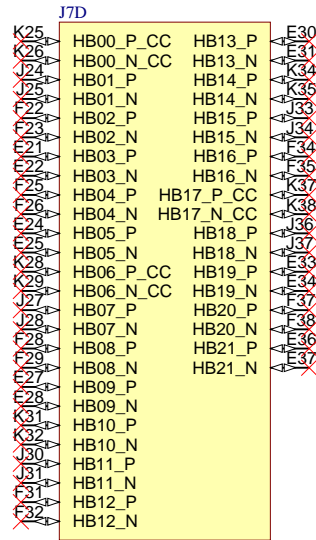 J7D
K25 HB00_P_CC HB13_P E30
K26 HB00_N_CC HB13_N E31
J24 HB01_P HB14_P K34
J25 HB01_N HB14_N K35
F22 HB02_P HB15_P J33
F23 HB02_N HB15_N J34
E21 HB03_P HB16_P F34
E22 HB03_N HB16_N F35
F25 HB04_P HB17_P_CC K37
F26 HB04_N HB17_N_CC K38
E24 HB05_P HB18_P J36
E25 HB05_N HB18_N J37
K28 HB06_P_CC HB19_P E33
K29 HB06_N_CC HB19_N E34
J27 HB07_P HB20_P F37
J28 HB07_N HB20_N F38
F28 HB08_P HB21_P E36
F29 HB08_N HB21_N E37
E27 HB09_P
E28 HB09_N
K31 HB10_P
K32 HB10_N
J30 HB11_P
J31 HB11_N
F31 HB12_P
F32 HB12_N